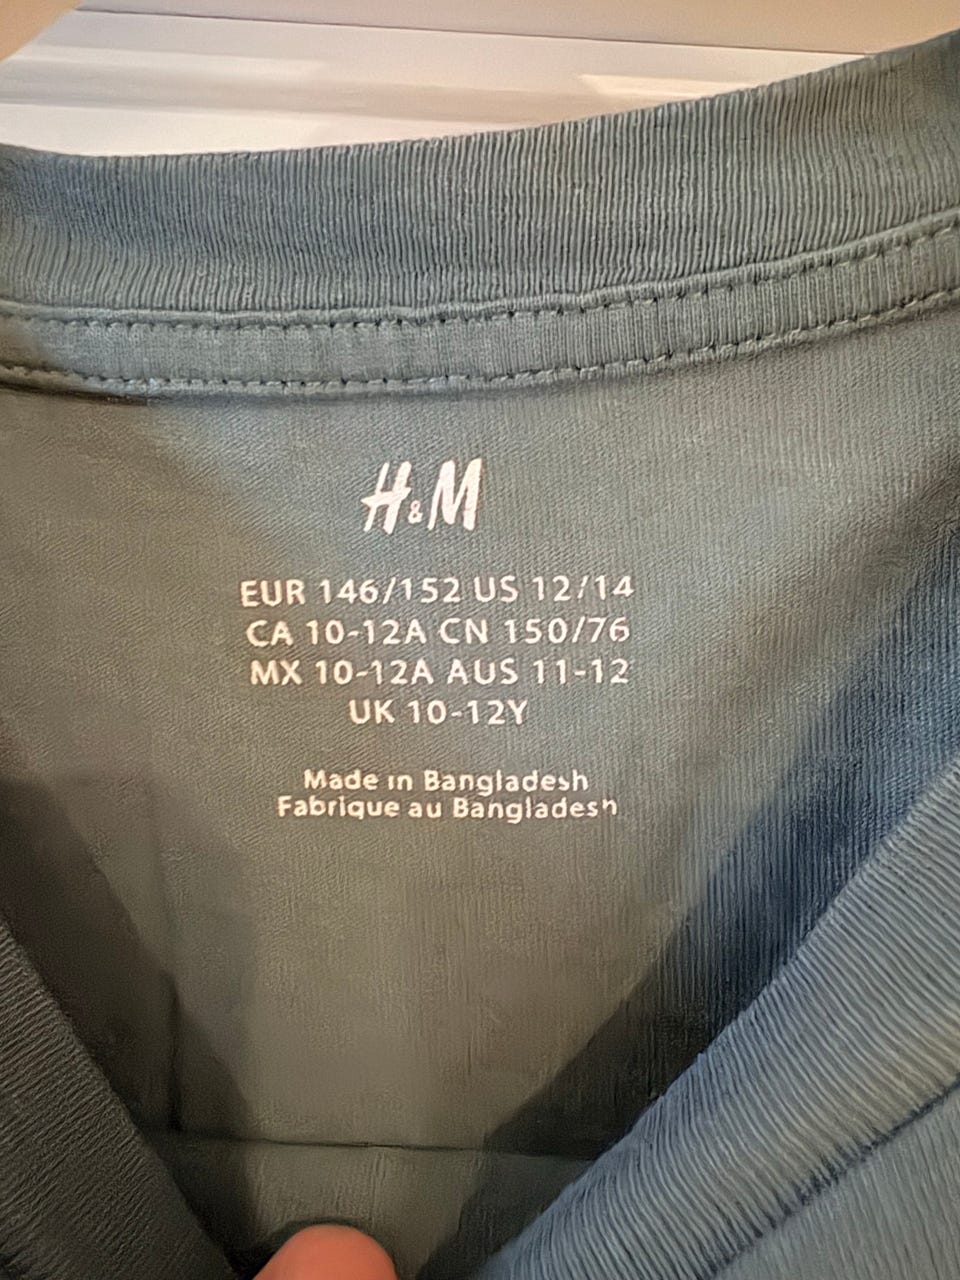 H&M
EUR 146/152 US 12/14
CA 10-12A CN 150/76
MX 10-12A AUS 11-12
UK 10-12Y
Made in Bangladesh
Fabrique au Bangladesh